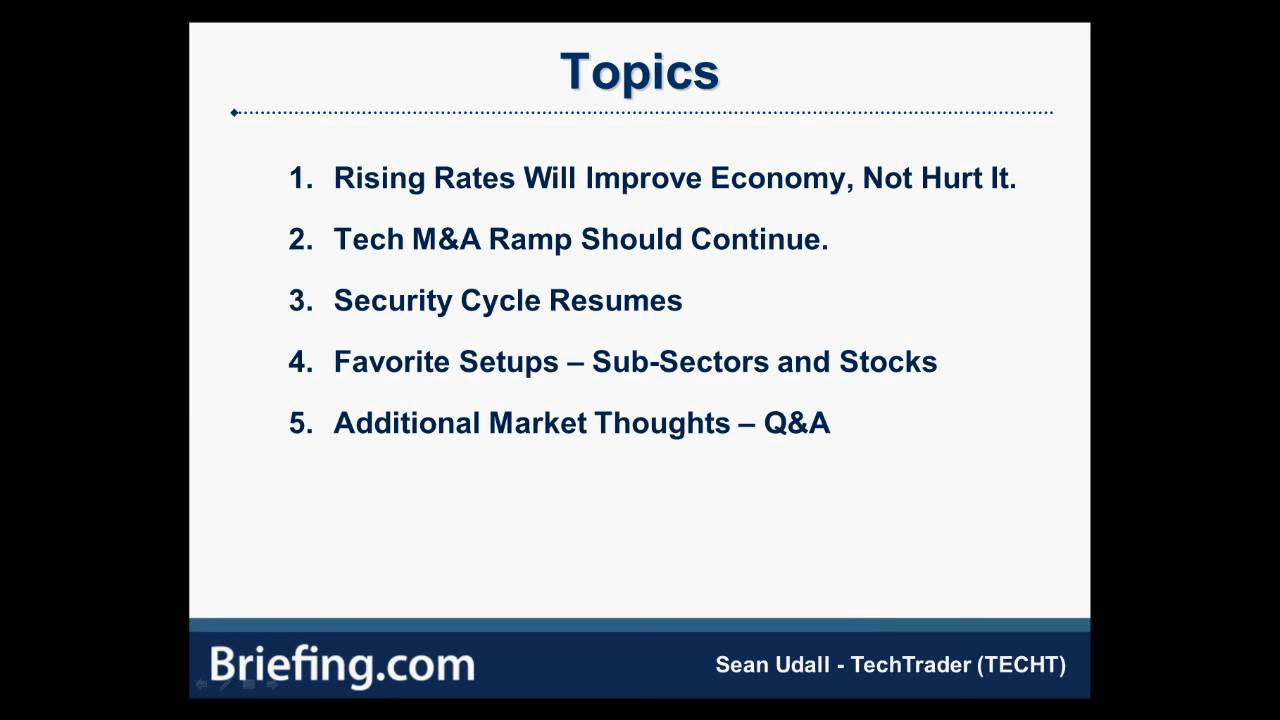 Topics
1. Rising Rates Will Improve Economy, Not Hurt It.
2. Tech M&A Ramp Should Continue.
3. Security Cycle Resumes
4. Favorite Setups – Sub-Sectors and Stocks
5. Additional Market Thoughts – Q&A
Briefing.com
Sean Udall - TechTrader (TECHT)